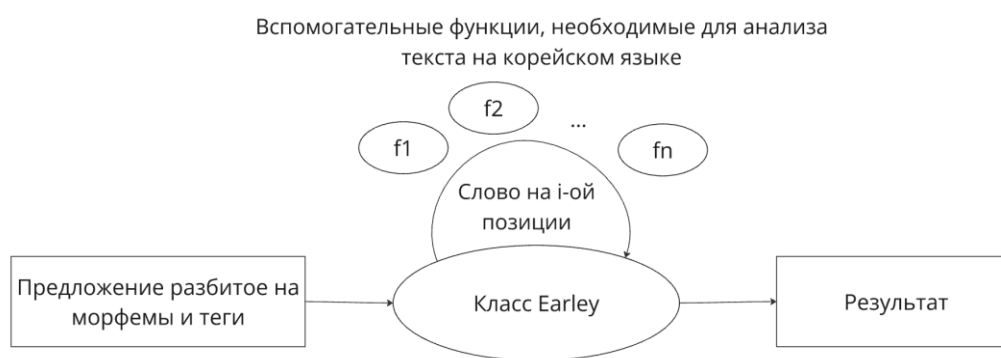 Вспомогательные функции, необходимые для анализа
текста на корейском языке
f2
...
f1
fn
Слово на i-ой
позиции
Предложение разбитое на
морфемы и теги
Класс Earley
Результат